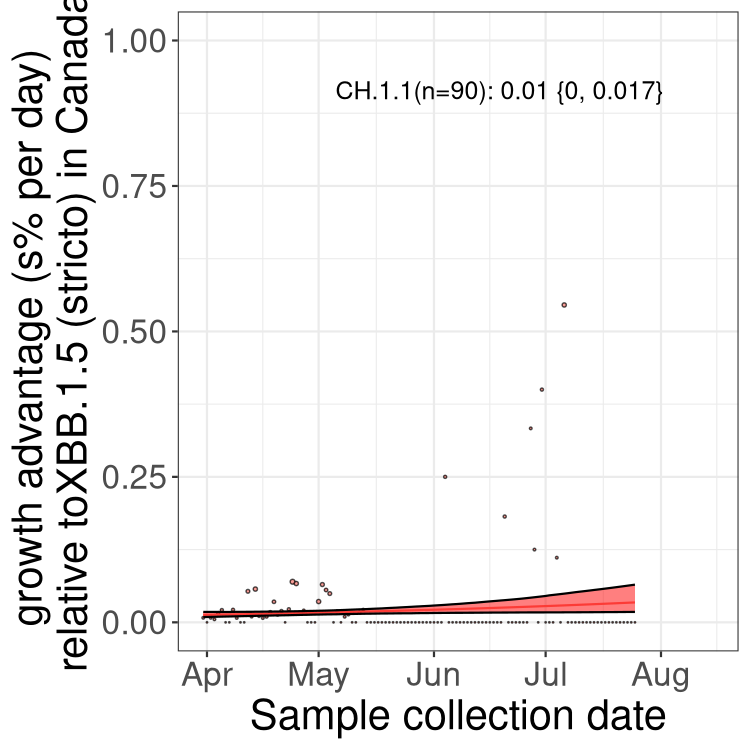 growth advantage (s% per day)
relative toXBB.1.5 (stricto) in Canada
1.00
0.75
0.50
0.25
0.00
CH.1.1(n=90): 0.01 {0, 0.017}
Apr May Jun Jul Aug
Sample collection date